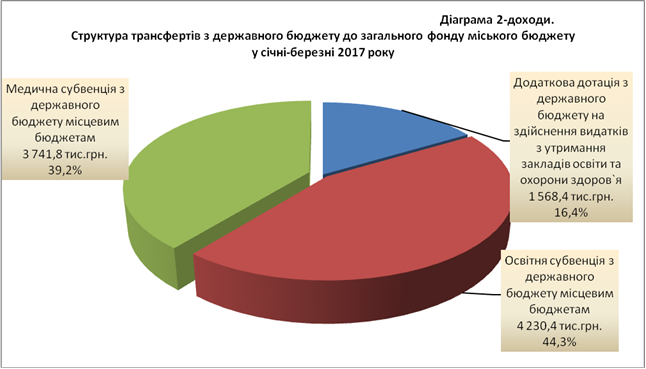 Діаграма 2-доходи.
Структура трансфертів з державного бюджету до загального фонду міського бюджету
у січні-березні 2017 року
Медична субвенція з
державного
бюджету місцевим
бюджетам
3 741,8 тис.грн.
39,2%
Додаткова дотація з
державного
бюджету на
здійснення видатків
з утримання
закладів освіти та
охорони здоров`я
1 568,4 тис.грн.
16,4%
Освітня субвенція з
державного
бюджету місцевим
бюджетам
4 230,4 тис.грн.
44,3%